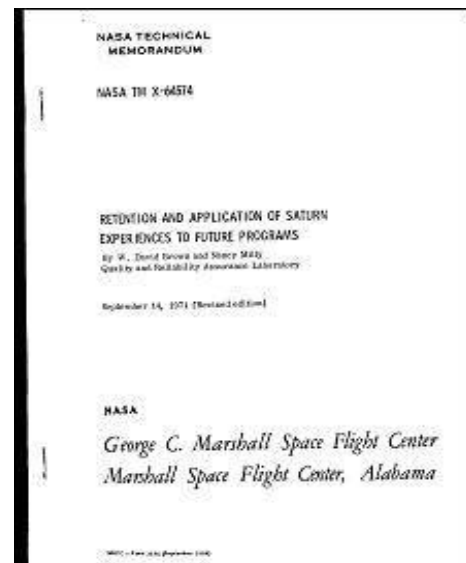 NASA TECHNICAL
MEMORANDUM
NASA TM X-64574
RETENTION AND APPLICATION OF SATURN
EXPERIENCES TO FUTURE PROGRAMS
By W. David Brown and Nancy
Quality and Reliability Assurance Laboratory
September 14, 1971 (Revised edition)
NASA
George C. Marshall Space Flight Center
Marshall Space Flight Center, Alabama